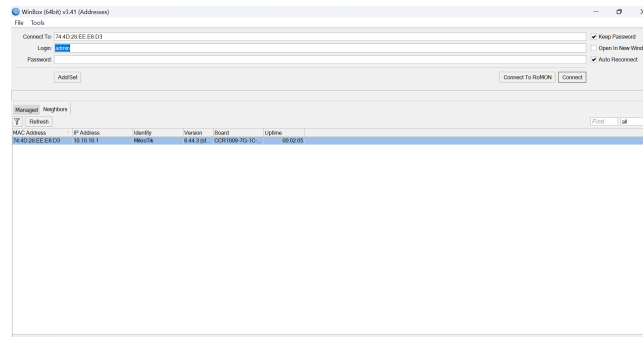 WinBox (64bit) v3.41 (Addresses)
File Tools
Connect To: 74:4D:28:EE:E6:D3
Keep Password
Login: admin
Open In New Wind
Password:
Auto Reconnect
Add/Set
Connect To RoMON
Connect
Managed Neighbors
Refresh
Find all
MAC Address IP Address Identity Version Board Uptime
74:4D:28:EE:E6:D3 10.10.10.1 MikroTik 6.44.3 (st... CCR1009-7G-1C-... 00:02:05